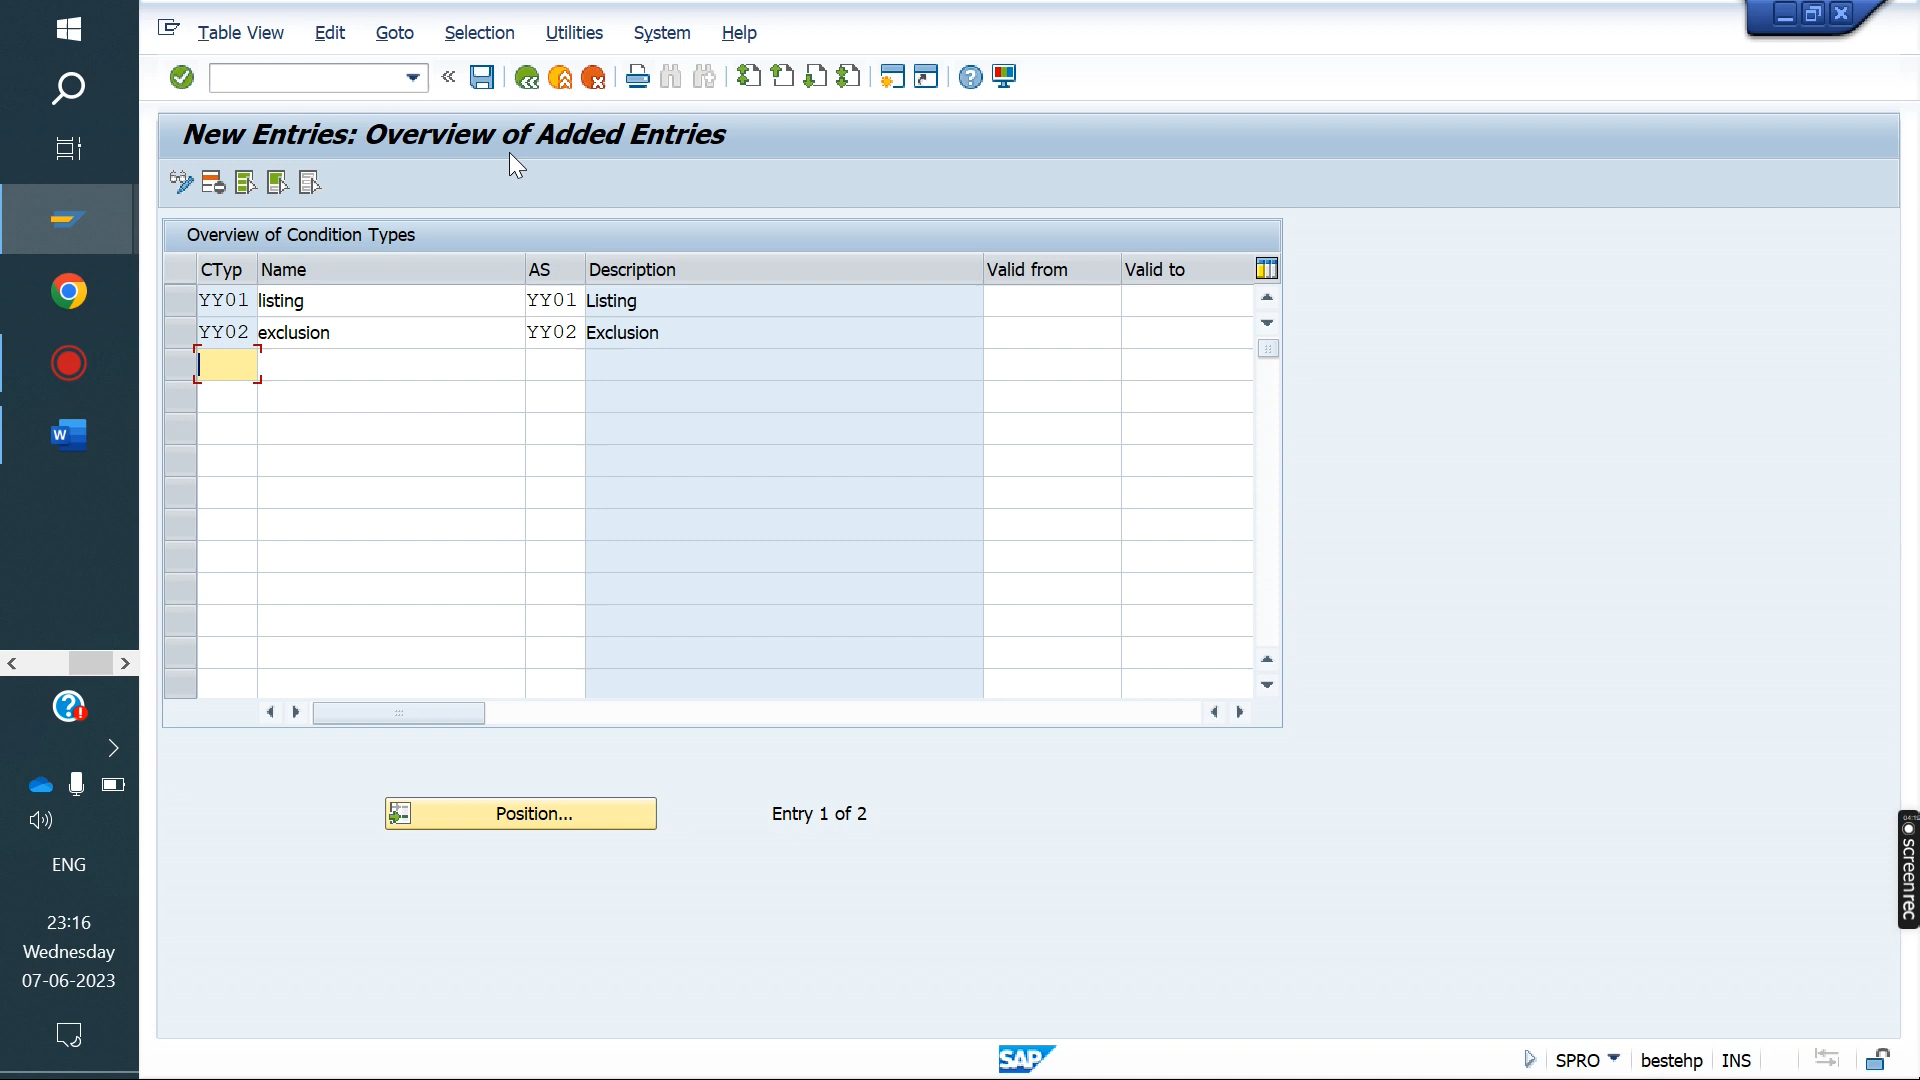 Table View Edit Goto Selection Utilities System Help
New Entries: Overview of Added Entries
Overview of Condition Types
CTyp Name AS Description Valid from Valid to
YY01 listing YY01 Listing
YY02 exclusion YY02 Exclusion
Position... Entry 1 of 2
ENG
23:16
Wednesday
07-06-2023
04:15
screenrec
SAP
SPRO bestehp INS